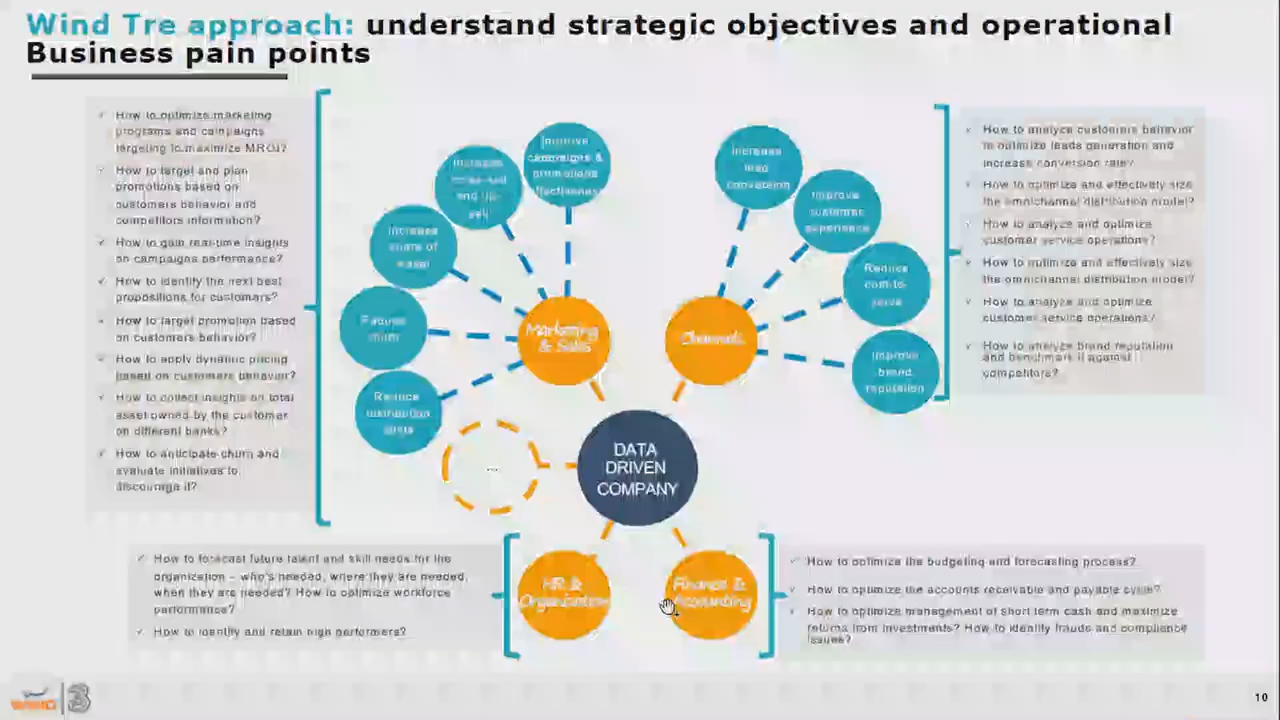 Wind Tre approach: understand strategic objectives and operational
Business pain points
How to optimize marketing
programs and campaigns
targeting to maximize
How to target and plan
promotions based on
customers behavior and
competitors information?
How to gain real-time insights
on campaigns performance?
How to identify the next best
propositions for customers?
How to target promotion based
on customers behavior?
How to apply dynamic pricing
based on customers behavior?
How to collect insights on total
asset owned by the customer
on different banks?
How to anticipate churn and
evaluate initiatives to
discourage it?
Increase
cross-sell
and up-
sell
Improve
campaigns &
promotions
effectiveness
Increase
share of
Reduce
churn
Reduce
distribution
costs
Marketing
& Sales
Increase
lead
conversion
Improve
customer
experience
Reduce
cost-to-
serve
Improve
brand
reputation
Channels
How to analyze customers behavior
to optimize leads generation and
increase conversion rate?
How to optimize and effectively size
the omnichannel distribution model?
How to analyze and optimize
customer service operations?
How to optimize and effectively size
the omnichannel distribution model?
How to analyze and optimize
customer service operations?
How to analyze brand reputation
and benchmark it against
competitors?
...
DATA
DRIVEN
COMPANY
How to forecast future talent and skill needs for the
organization – who's needed, where they are needed,
when they are needed? How to optimize workforce
performance?
How to identify and retain high performers?
HR &
Organization
Finance &
Accounting
How to optimize the budgeting and forecasting process?
How to optimize the accounts receivable and payable cycle?
How to optimize management of short term cash and maximize
returns from investments? How to identify frauds and compliance
issues?
WIND 3
10